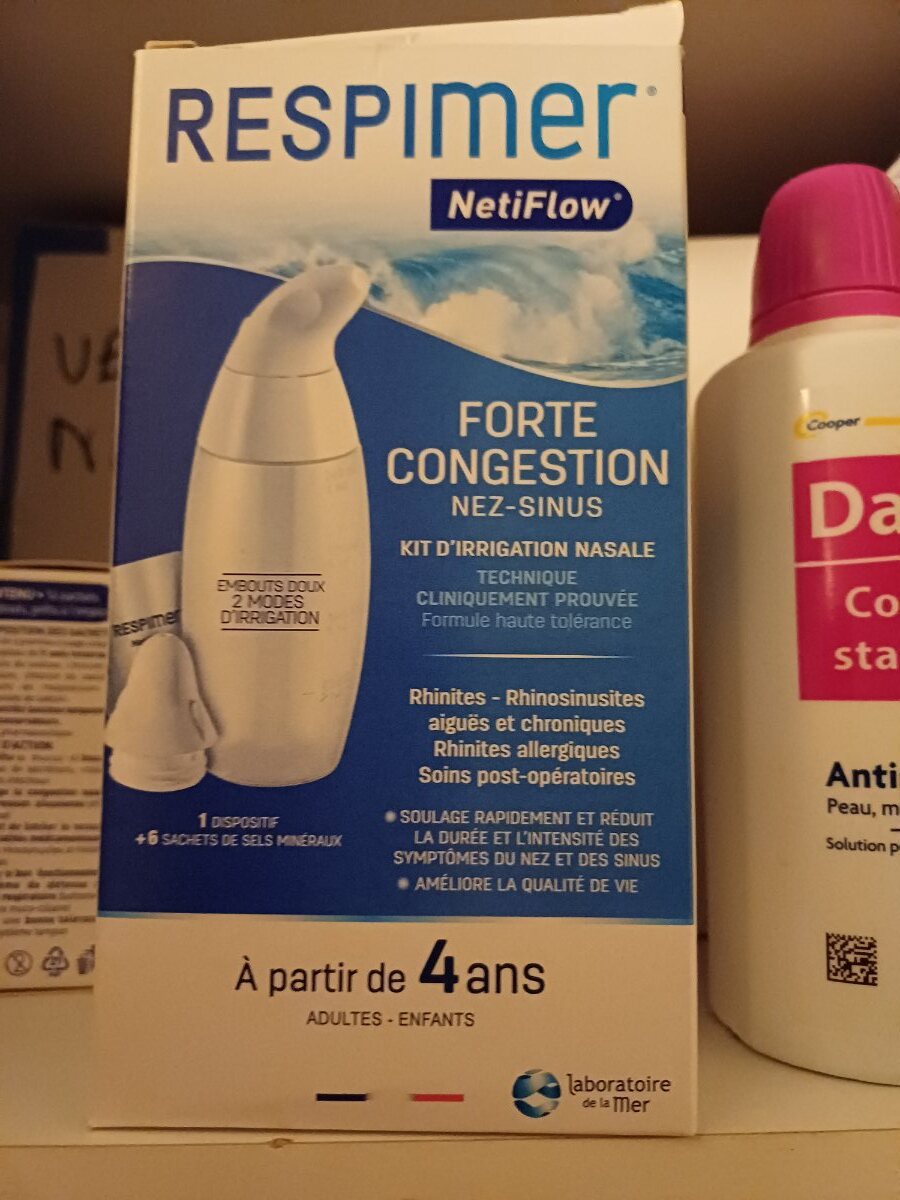 RESPIMER
NetiFlow
FORTE
CONGESTION
NEZ-SINUS
KIT D'IRRIGATION NASALE
TECHNIQUE
CLINIQUEMENT PROUVÉE
Formule haute tolérance
EMBOUTS DOUX
2 MODES
D'IRRIGATION
RESPIMER
Rhinites - Rhinosinusites
aiguës et chroniques
Rhinites allergiques
Soins post-opératoires
1 DISPOSITIF
+6 SACHETS DE SELS MINÉRAUX
• SOULAGE RAPIDEMENT ET RÉDUIT
LA DURÉE ET L'INTENSITÉ DES
SYMPTÔMES DU NEZ ET DES SINUS
• AMÉLIORE LA QUALITÉ DE VIE
À partir de 4 ans
ADULTES - ENFANTS
laboratoire
de la Mer
Cooper
Da
Co
sta
Anti
Peau, m
Solution p
VE
N
D'ACTION